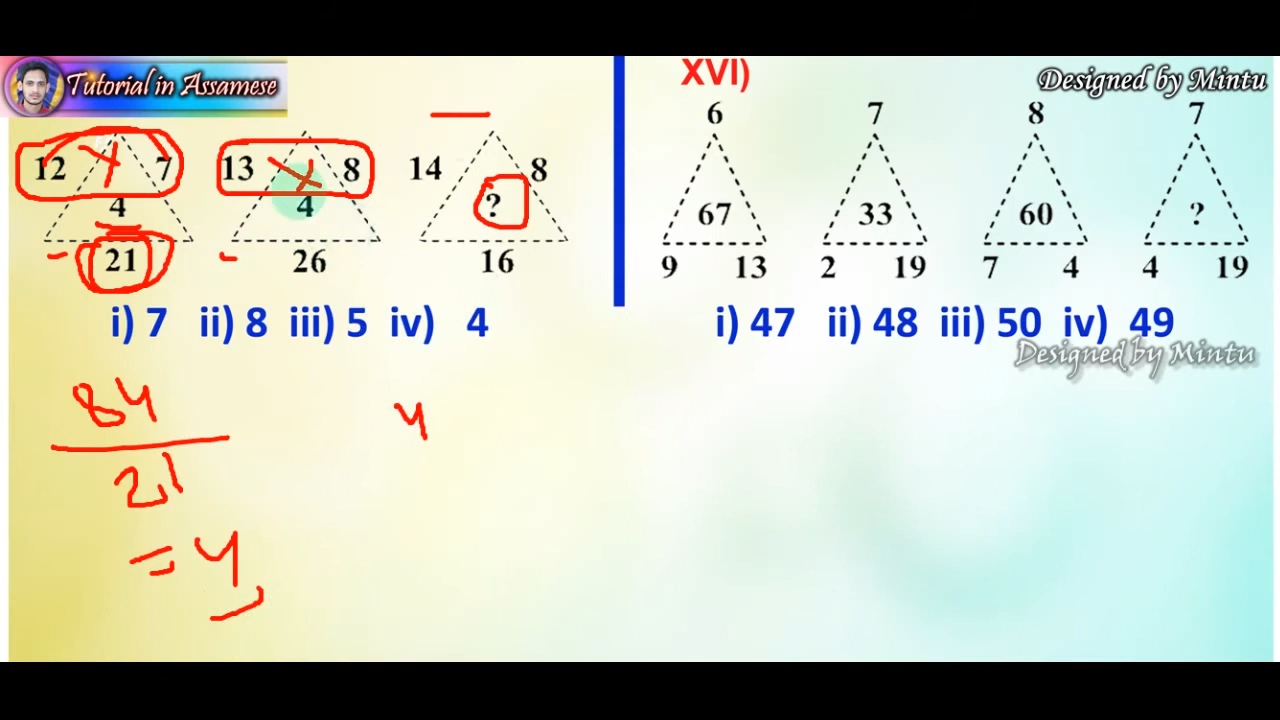 Tutorial in Assamese
XVI)
Designed by Mintu
12 7 13 8 14 8
4 4 ?
21 26 16
i) 7 ii) 8 iii) 5 iv) 4
6 7 8 7
67 33 60 ?
9 13 2 19 7 4 4 19
i) 47 ii) 48 iii) 50 iv) 49
Designed by Mintu
84
21
= 4
4